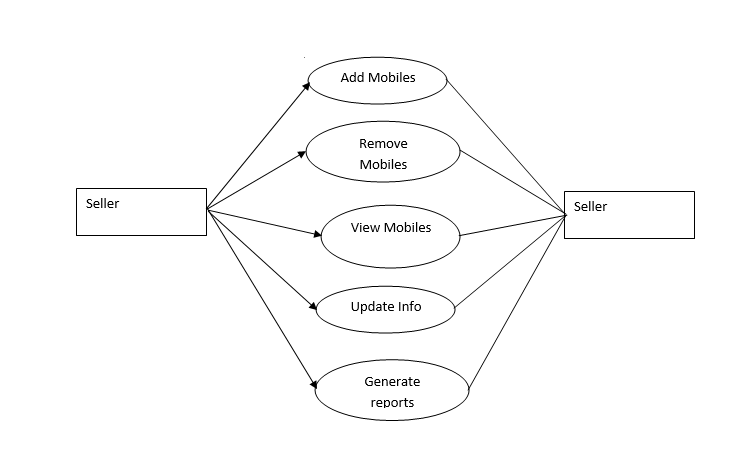 Add Mobiles
Remove
Mobiles
Seller
Seller
View Mobiles
Update Info
Generate
reports